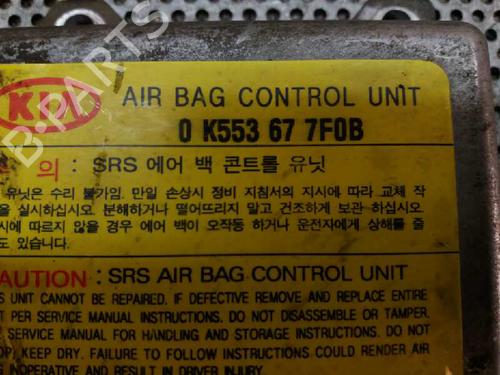 B-PARTS
KIA AIR BAG CONTROL UNIT
0 K553 67 7F0B
의 : SRS 에어 백 콘트롤 유닛
유닛은 수리 불가임. 만일 손상시 정비 지침서의 지시에 따라 교체 작
을 실시하십시오. 분해하거나 떨어뜨리지 말고 건조하게 보관 하십시오.
시에 따르지 않을 경우 에어 백이 오작동 하거나 운전자에게 상해를 줄
도 있습니다.
CAUTION : SRS AIR BAG CONTROL UNIT
S UNIT CANNOT BE REPAIRED. IF DEFECTIVE REMOVE AND REPLACE ENTIRE
T PER SERVICE MANUAL INSTRUCTIONS. DO NOT DISASSEMBLE OR TAMPER.
SERVICE MANUAL FOR HANDLING AND STORAGE INSTRUCTIONS. DO NOT
OP; KEEP DRY. FAILURE TO FOLLOW INSTRUCTIONS COULD RENDER AIR
G INOPERATIVE AND RESULT IN DRIVER INJURY.